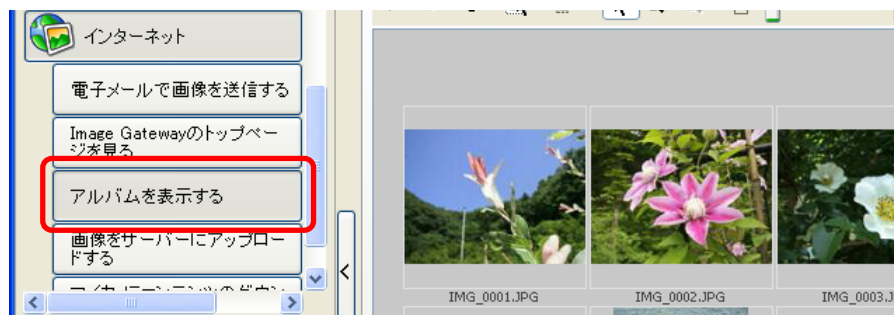 インターネット
電子メールで画像を送信する
Image Gatewayのトップペー
ジを見る
アルバムを表示する
画像をサーバーにアップロー
ドする
IMG_0001.JPG
IMG_0002.JPG
IMG_0003.J